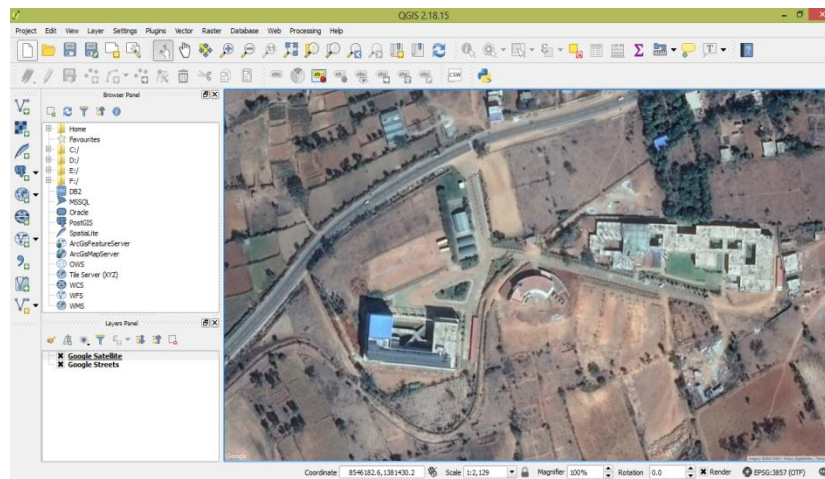 QGIS 2.18.15
Project Edit View Layer Settings Plugins Vector Raster Database Web Processing Help
CSW
Browser Panel
Home
Favourites
C:/
D:/
E:/
F:/
DB2
MSSQL
Oracle
PostGIS
SpatiaLite
ArcGisFeatureServer
ArcGisMapServer
OWS
Tile Server (XYZ)
WCS
WFS
WMS
Layers Panel
Google Satellite
Google Streets
Google
Coordinate 8546182.6,1381430.2 Scale 1:2,129 Magnifier 100% Rotation 0.0 Render EPSG:3857 (OTF)